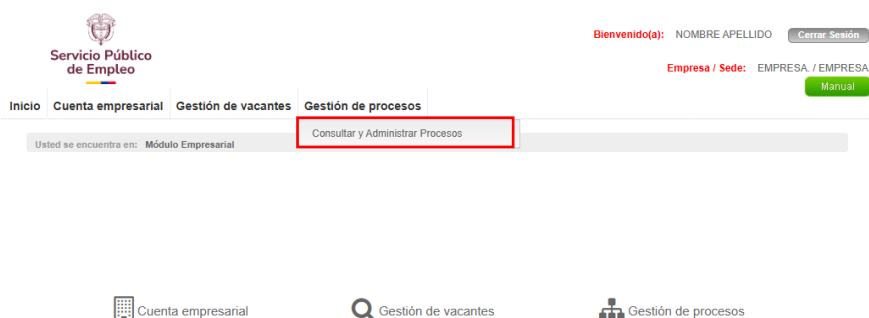 Servicio Público
de Empleo
Bienvenido(a): NOMBRE APELLIDO Cerrar Sesión
Empresa / Sede: EMPRESA. / EMPRESA
Manual
Inicio Cuenta empresarial Gestión de vacantes Gestión de procesos
Consultar y Administrar Procesos
Usted se encuentra en: Módulo Empresarial
Cuenta empresarial Gestión de vacantes Gestión de procesos